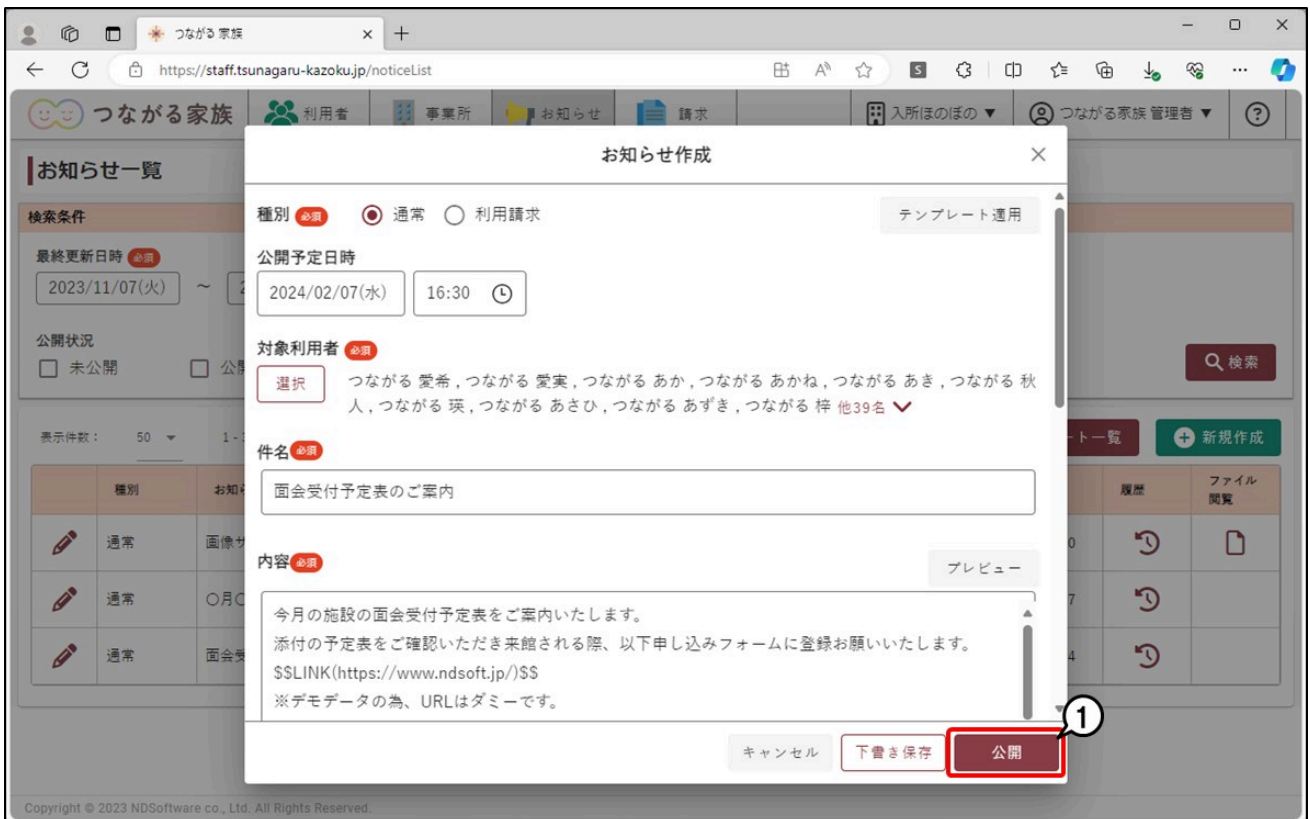 つながる家族
https://staff.tsunagaru-kazoku.jp/noticeList
つながる家族 利用者 事業所 お知らせ 請求 入所ほのぼの ▼ つながる家族 管理者 ▼
お知らせ一覧
検索条件
最終更新日時 必須
2023/11/07(火) ～ 2
公開状況
未公開 公開
検索
表示件数： 50 1 -
ート一覧 新規作成
種別 お知ら 履歴 ファイル
閲覧
通常 画像サ 0
通常 〇月〇 7
通常 面会受 4
お知らせ作成
種別 必須 通常 利用請求 テンプレート適用
公開予定日時
2024/02/07(水) 16:30
対象利用者 必須
選択 つながる 愛希 , つながる 愛実 , つながる あか , つながる あかね , つながる あき , つながる 秋
人 , つながる 瑛 , つながる あさひ , つながる あずき , つながる 梓 他39名
件名 必須
面会受付予定表のご案内
内容 必須 プレビュー
今月の施設の面会受付予定表をご案内いたします。
添付の予定表をご確認いただき来館される際、以下申し込みフォームに登録お願いいたします。
$$LINK(https://www.ndsoft.jp/)$$
※デモデータの為、URLはダミーです。
1
キャンセル 下書き保存 公開
Copyright © 2023 NDSoftware co., Ltd. All Rights Reserved.